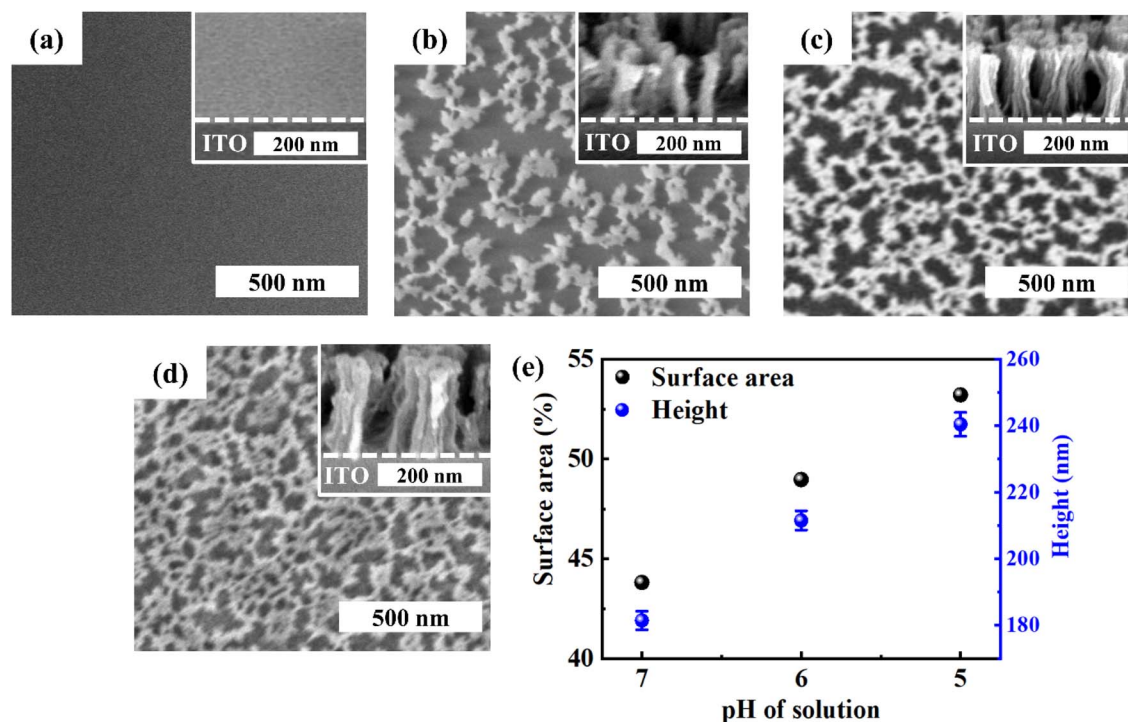 (a)
ITO 200 nm
500 nm
(b)
200 nm
500 nm
(c)
ITO 200 nm
500 nm
(d)
ITO 200 nm
500 nm
(e)
Surface area
Height
Surface area (%)
55
50
45
40
Height (nm)
260
240
220
200
180
7 6 5
pH of solution